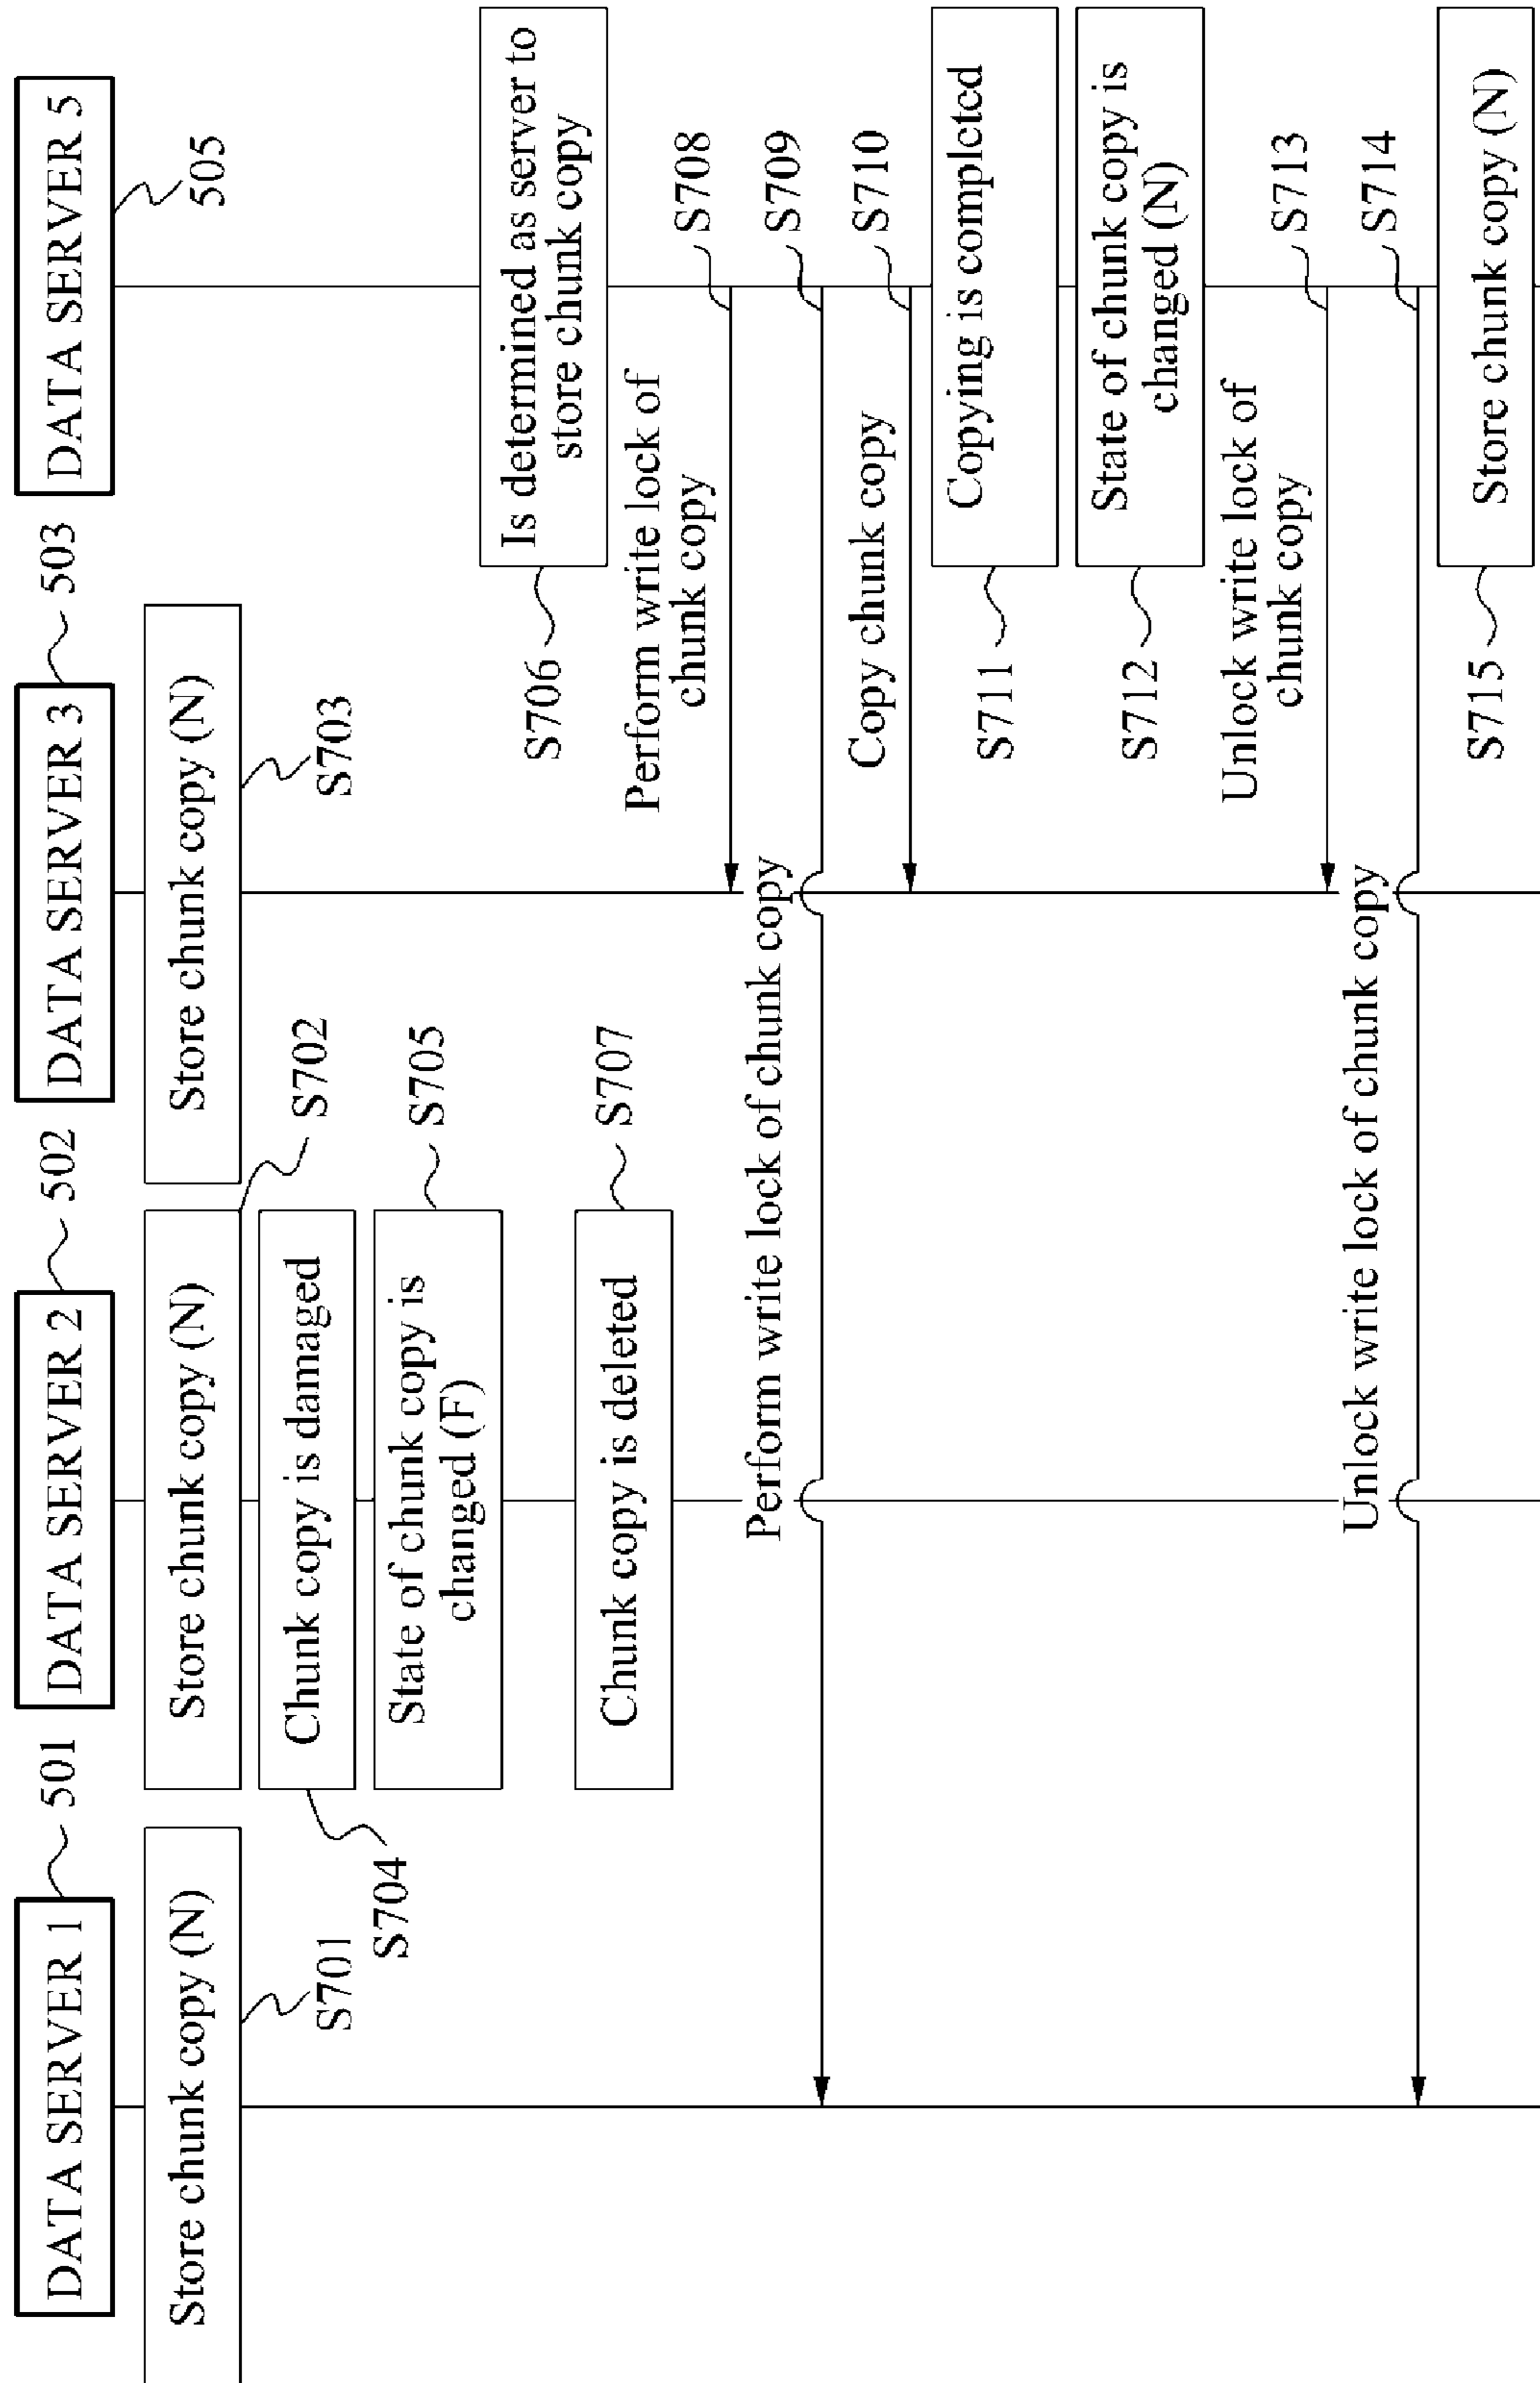 DATA SERVER 1
501
DATA SERVER 2
502
DATA SERVER 3
503
DATA SERVER 5
505
Store chunk copy (N)
S701
Store chunk copy (N)
S702
Store chunk copy (N)
S703
Chunk copy is damaged
S704
State of chunk copy is
changed (F)
S705
Is determined as server to
store chunk copy
S706
Chunk copy is deleted
S707
Perform write lock of
chunk copy
S708
Perform write lock of chunk copy
S709
Copy chunk copy
S710
Copying is completed
S711
State of chunk copy is
changed (N)
S712
Unlock write lock of
chunk copy
S713
Unlock write lock of chunk copy
S714
Store chunk copy (N)
S715